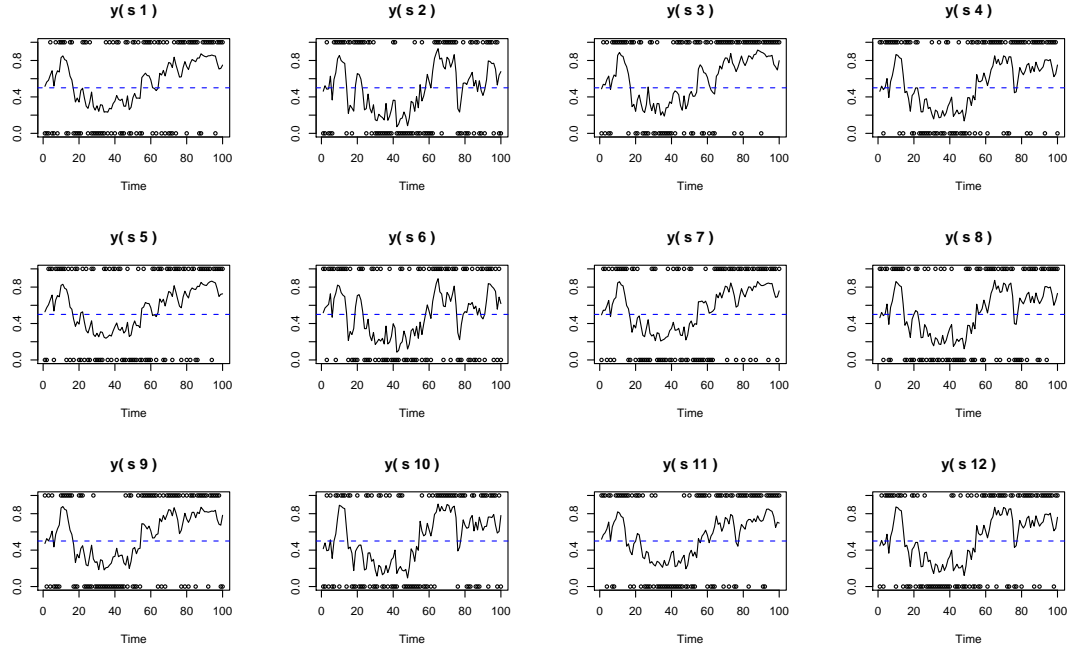 y( s 1 ) y( s 2 ) y( s 3 ) y( s 4 )
0.0 0.4 0.8 0.0 0.4 0.8 0.0 0.4 0.8 0.0 0.4 0.8
0 20 40 60 80 100 0 20 40 60 80 100 0 20 40 60 80 100 0 20 40 60 80 100
Time Time Time Time
y( s 5 ) y( s 6 ) y( s 7 ) y( s 8 )
0.0 0.4 0.8 0.0 0.4 0.8 0.0 0.4 0.8 0.0 0.4 0.8
0 20 40 60 80 100 0 20 40 60 80 100 0 20 40 60 80 100 0 20 40 60 80 100
Time Time Time Time
y( s 9 ) y( s 10 ) y( s 11 ) y( s 12 )
0.0 0.4 0.8 0.0 0.4 0.8 0.0 0.4 0.8 0.0 0.4 0.8
0 20 40 60 80 100 0 20 40 60 80 100 0 20 40 60 80 100 0 20 40 60 80 100
Time Time Time Time